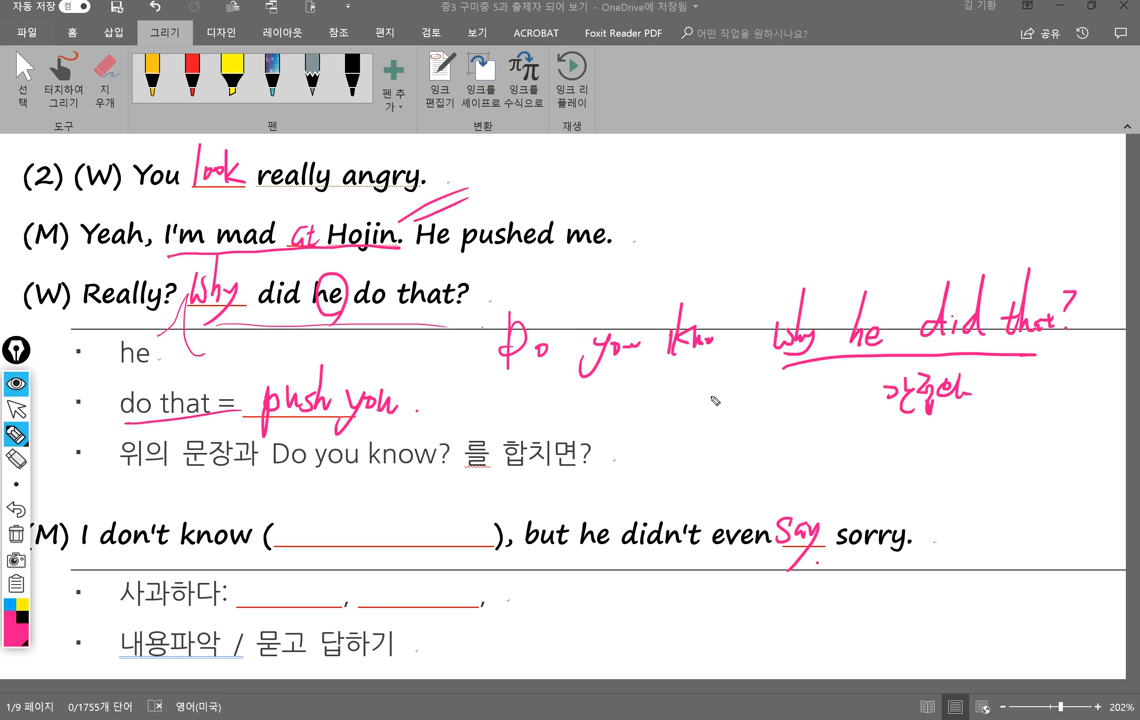 자동 저장 켬 중3 구미중 5과 출제자 되어 보기 - OneDrive에 저장됨 김 기환
파일 홈 삽입 그리기 디자인 레이아웃 참조 편지 검토 보기 ACROBAT Foxit Reader PDF 어떤 작업을 원하시나요? 공유
선택 터치하여 그리기 지우개 펜 추가 잉크 편집기 잉크를 셰이프로 잉크를 수식으로 잉크 리플레이
도구 펜 변환 재생
(2) (W) You look really angry.
(M) Yeah, I'm mad at Hojin. He pushed me.
(W) Really? Why did he do that?
Do you know why he did that?
· he
간접의
· do that = push you.
· 위의 문장과 Do you know? 를 합치면?
(M) I don't know (), but he didn't even say sorry.
· 사과하다: , ,
· 내용파악 / 묻고 답하기
1/9 페이지 0/1755개 단어 영어(미국) 202%